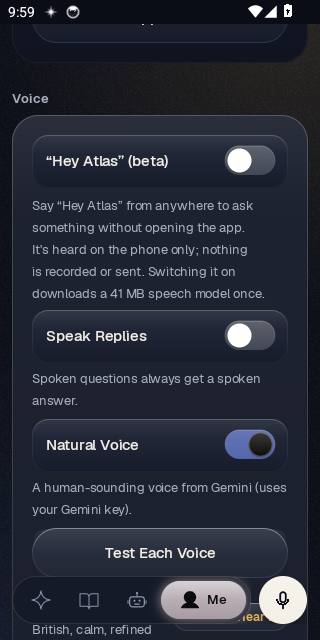 9:59
Voice
“Hey Atlas” (beta)
Say “Hey Atlas” from anywhere to ask
something without opening the app.
It's heard on the phone only; nothing
is recorded or sent. Switching it on
downloads a 41 MB speech model once.
Speak Replies
Spoken questions always get a spoken
answer.
Natural Voice
A human-sounding voice from Gemini (uses
your Gemini key).
Test Each Voice
Me
British, calm, refined